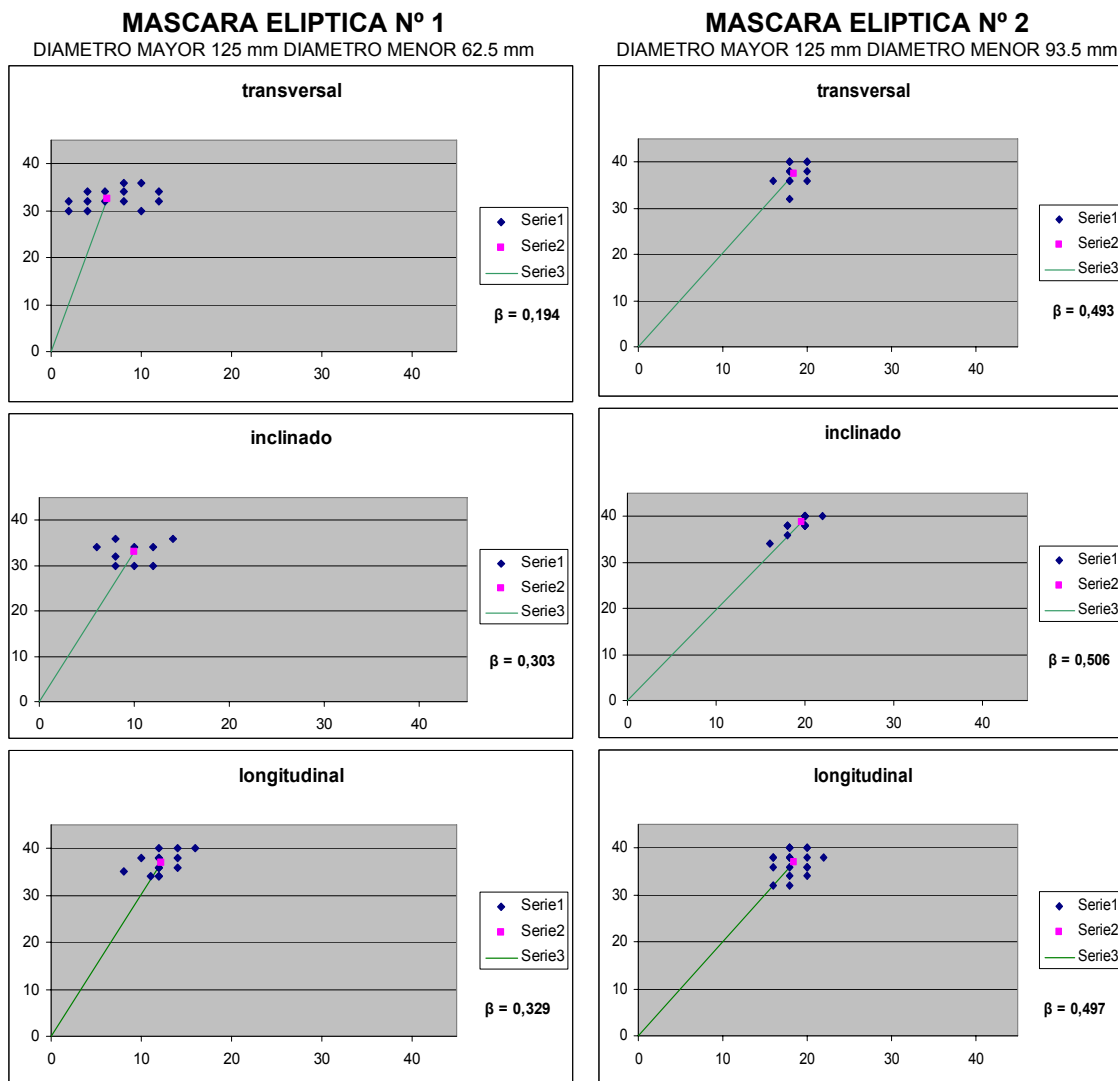 MASCARA ELIPTICA Nº 1
DIAMETRO MAYOR 125 mm DIAMETRO MENOR 62.5 mm
transversal
40
30
20
10
0
0 10 20 30 40
Serie1
Serie2
Serie3
β = 0,194
inclinado
40
30
20
10
0
0 10 20 30 40
Serie1
Serie2
Serie3
β = 0,303
longitudinal
40
30
20
10
0
0 10 20 30 40
Serie1
Serie2
Serie3
β = 0,329
MASCARA ELIPTICA Nº 2
DIAMETRO MAYOR 125 mm DIAMETRO MENOR 93.5 mm
transversal
40
30
20
10
0
0 10 20 30 40
Serie1
Serie2
Serie3
β = 0,493
inclinado
40
30
20
10
0
0 10 20 30 40
Serie1
Serie2
Serie3
β = 0,506
longitudinal
40
30
20
10
0
0 10 20 30 40
Serie1
Serie2
Serie3
β = 0,497